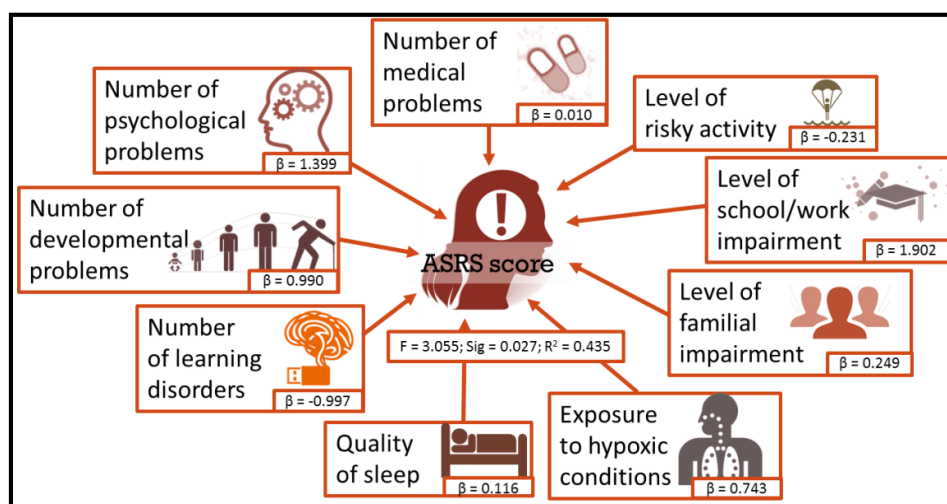 Number of
medical
problems
β = 0.010
Number of
psychological
problems
β = 1.399
Level of
risky activity
β = -0.231
Number of
developmental
problems
β = 0.990
Level of
school/work
impairment
β = 1.902
ASRS score
Number
of learning
disorders
β = -0.997
F = 3.055; Sig = 0.027; R² = 0.435
Level of
familial
impairment
β = 0.249
Quality
of sleep
β = 0.116
Exposure
to hypoxic
conditions
β = 0.743